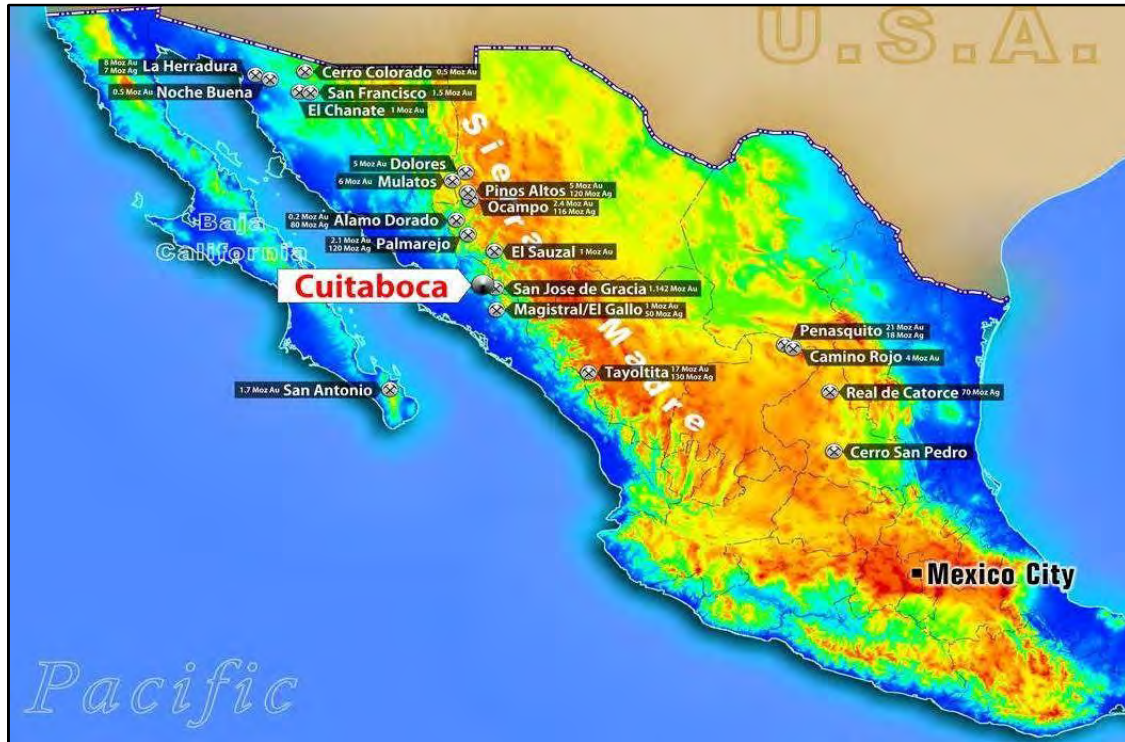 U.S.A.
8 Moz Au
7 Moz Ag
La Herradura
Cerro Colorado 0.5 Moz Au
0.5 Moz Au Noche Buena
San Francisco 1.5 Moz Au
El Chanate 1 Moz Au
Sierra Madre
5 Moz Au Dolores
6 Moz Au Mulatos
Pinos Altos 5 Moz Au
120 Moz Ag
Ocampo 2.4 Moz Au
116 Moz Ag
0.2 Moz Au
80 Moz Ag
Alamo Dorado
2.1 Moz Au
120 Moz Ag
Palmarejo
Baja
California
El Sauzal 1 Moz Au
Cuitaboca
San Jose de Gracia 1.142 Moz Au
Magistral/El Gallo 1 Moz Au
50 Moz Ag
Penasquito 21 Moz Au
18 Moz Ag
Camino Rojo 4 Moz Au
Tayoltita 17 Moz Au
130 Moz Ag
1.7 Moz Au San Antonio
Real de Catorce 70 Moz Ag
Cerro San Pedro
Mexico City
Pacific